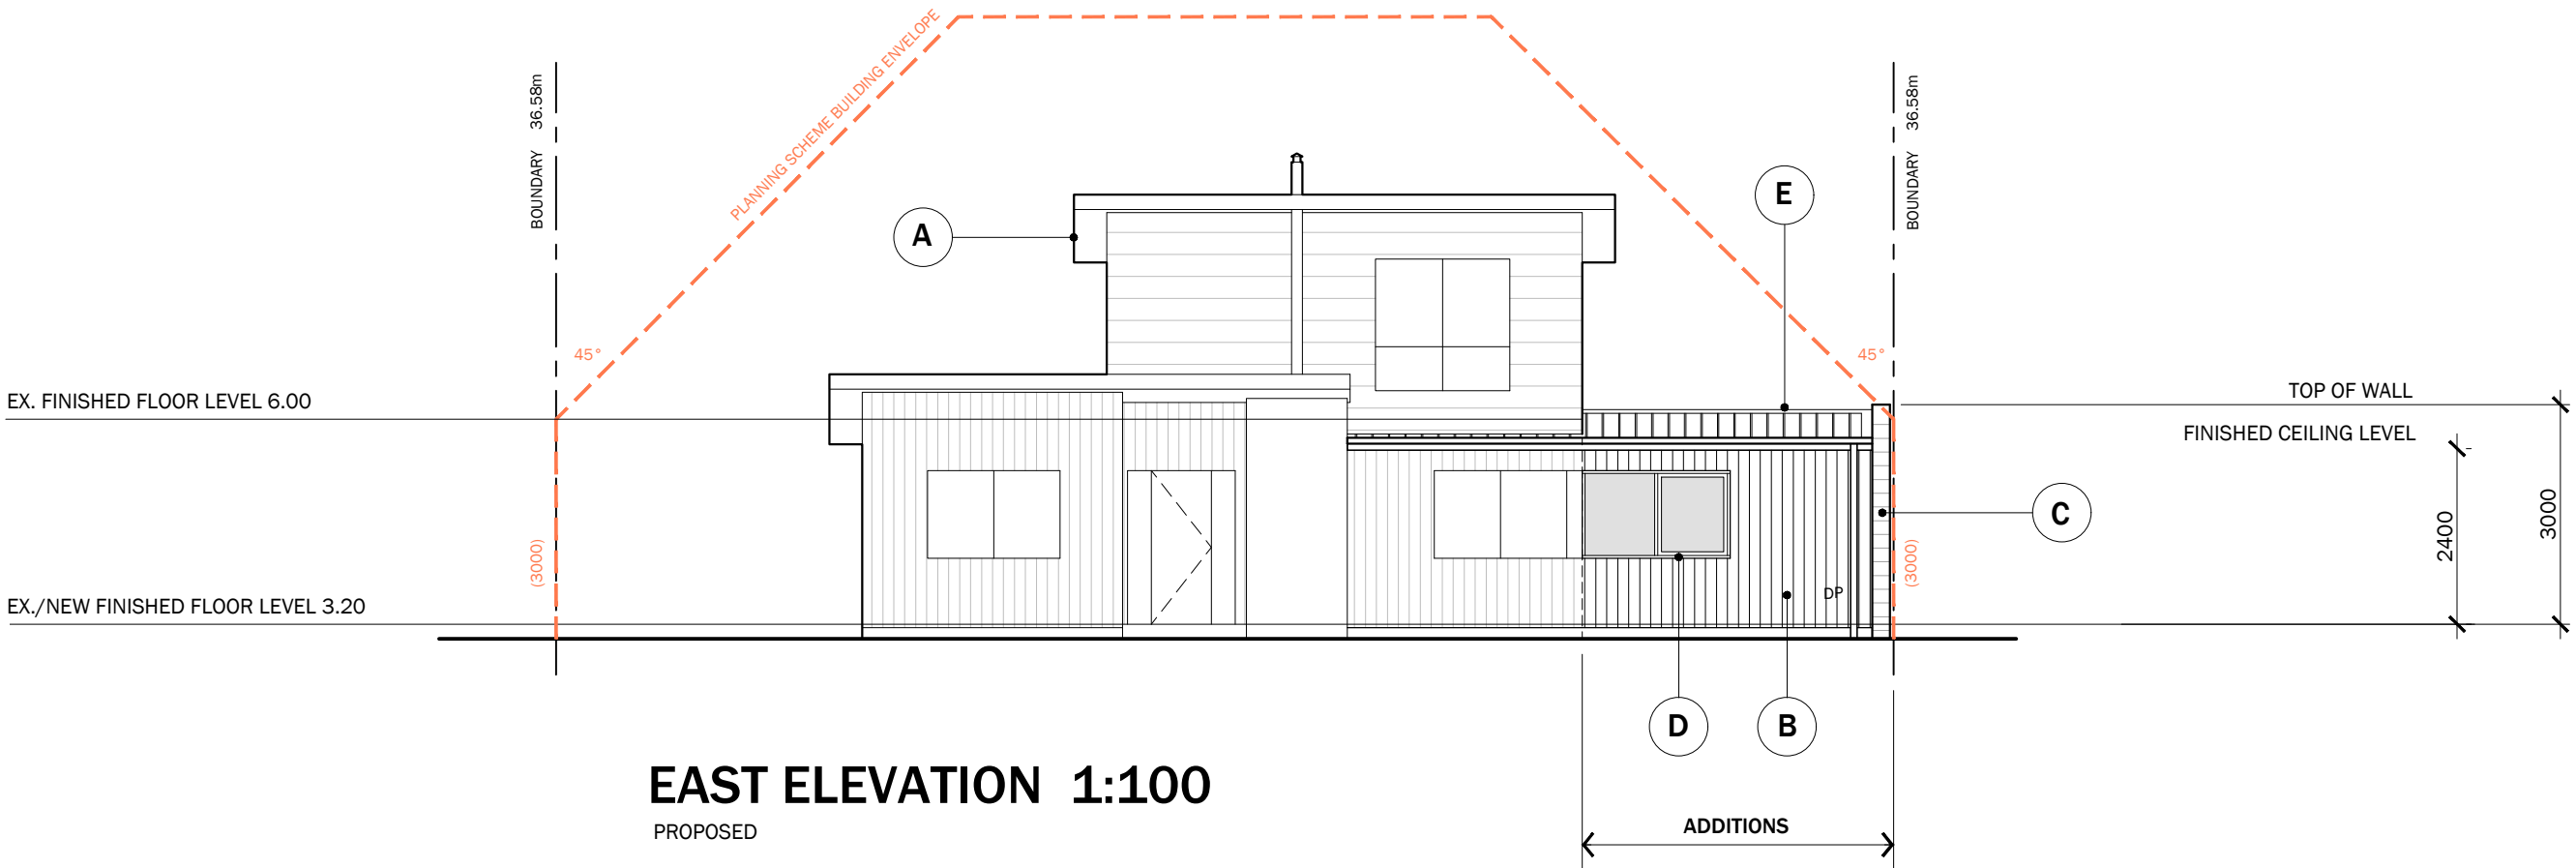 PLANNING SCHEME BUILDING ENVELOPE
BOUNDARY 36.58m
BOUNDARY 36.58m
A
E
45°
45°
EX. FINISHED FLOOR LEVEL 6.00
TOP OF WALL
FINISHED CEILING LEVEL
C
2400
3000
(3000)
(3000)
DP
EX./NEW FINISHED FLOOR LEVEL 3.20
D
B
EAST ELEVATION 1:100
PROPOSED
ADDITIONS